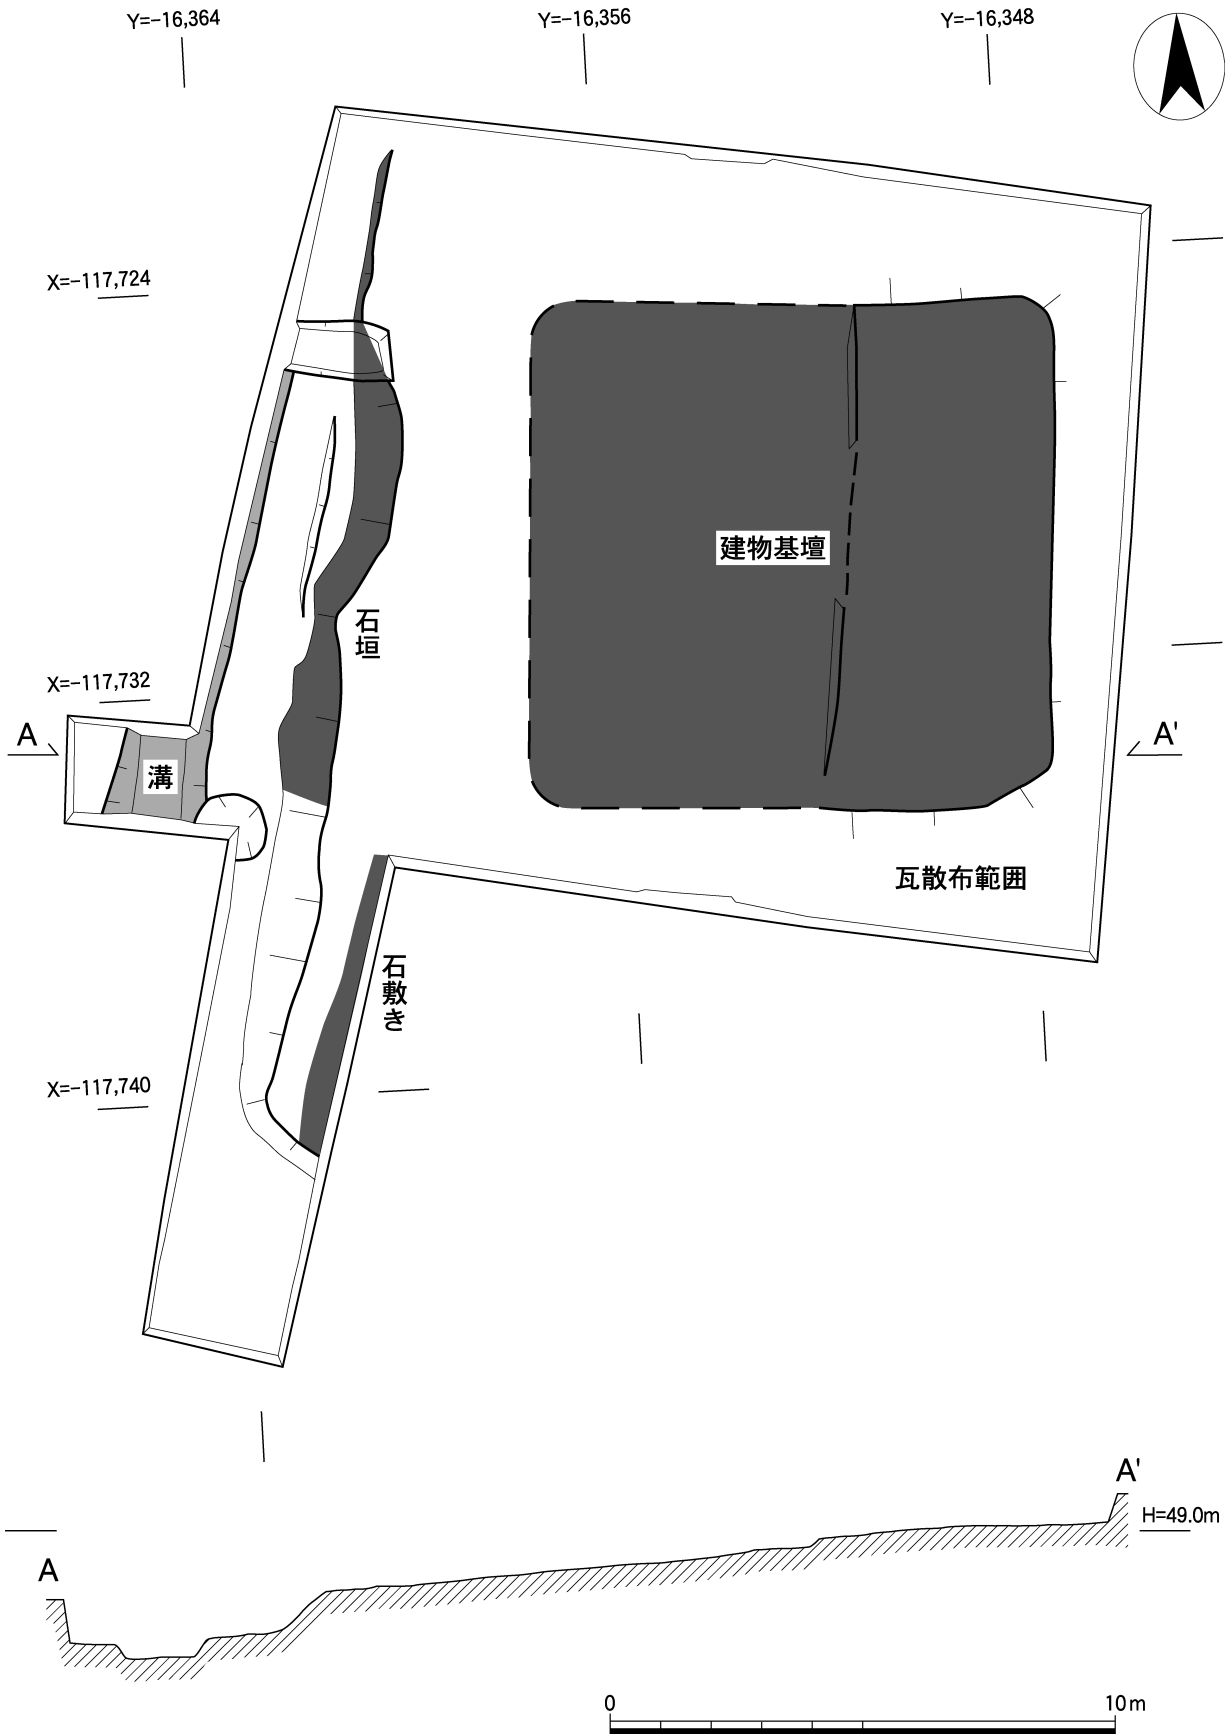 Y=-16,364
Y=-16,356
Y=-16,348
X=-117,724
建物基壇
石垣
X=-117,732
A
A'
溝
瓦散布範囲
石敷き
X=-117,740
A'
H=49.0m
A
0
10m